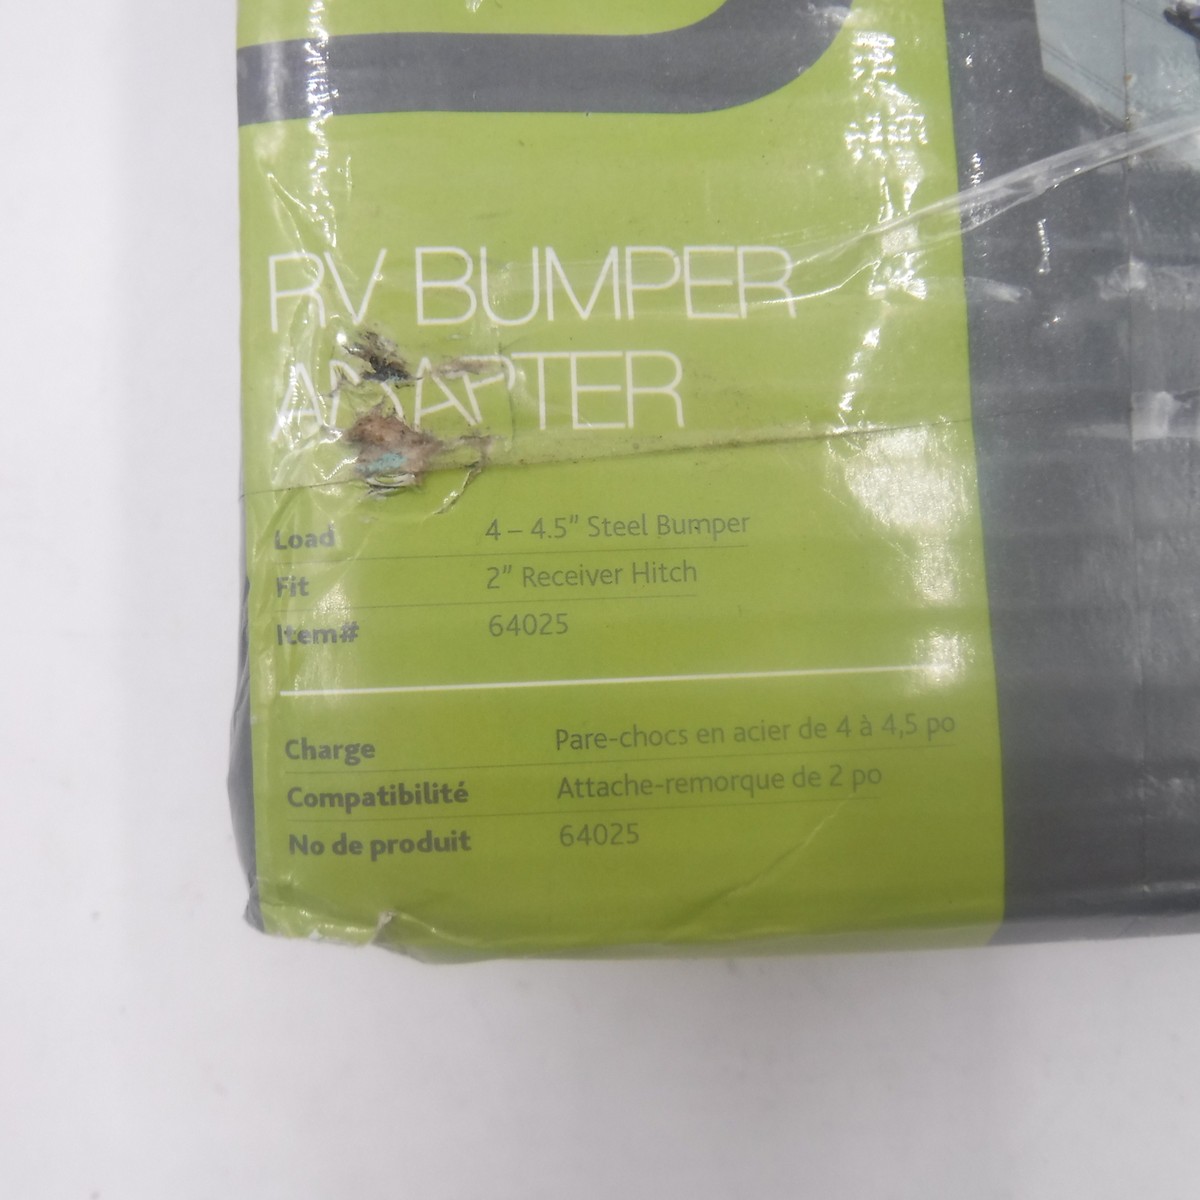 RV BUMPER
ADAPTER
Load 4 – 4.5” Steel Bumper
Fit 2” Receiver Hitch
Item# 64025
Charge Pare-chocs en acier de 4 à 4,5 po
Compatibilité Attache-remorque de 2 po
No de produit 64025